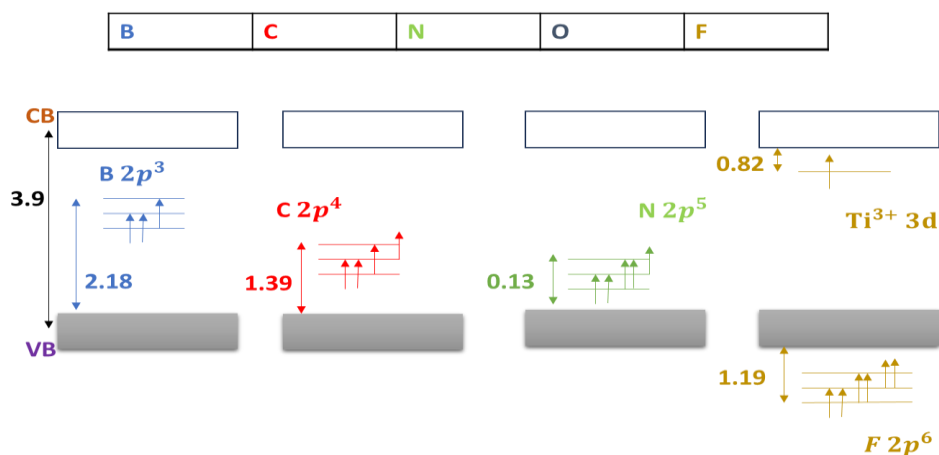 B C N O F
CB
B 2p³
0.82
3.9
C 2p⁴
N 2p⁵
Ti³⁺ 3d
2.18
1.39
0.13
VB
1.19
F 2p⁶